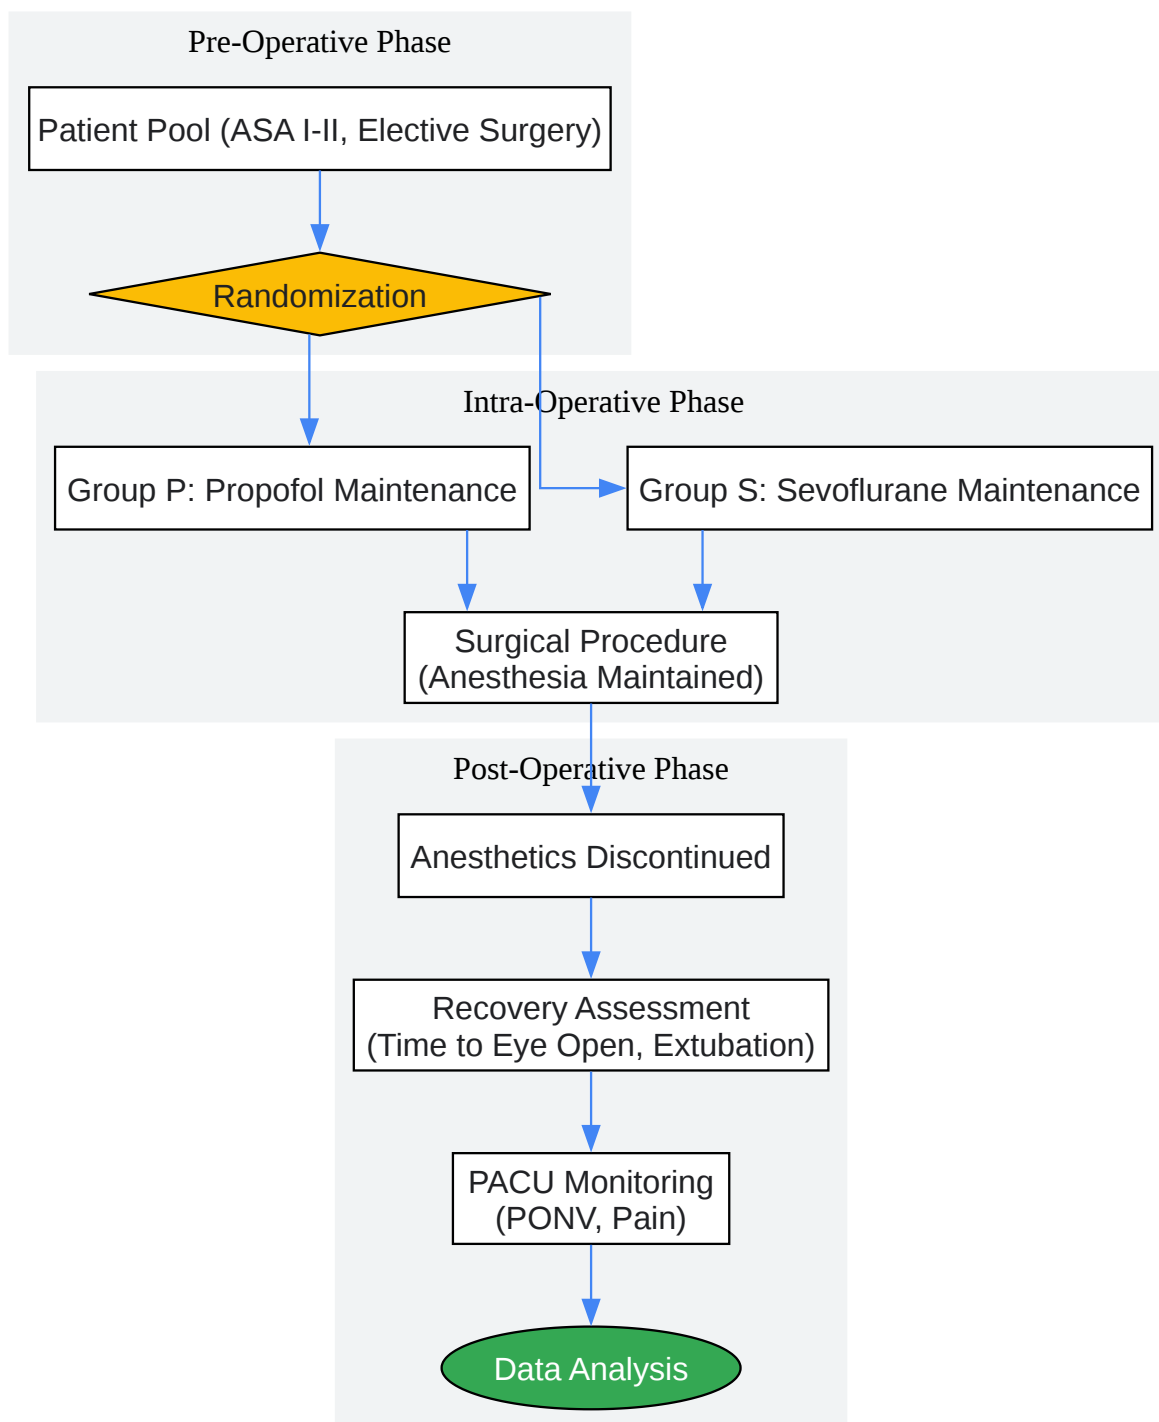 Pre-Operative Phase
Patient Pool (ASA I-II, Elective Surgery)
Randomization
Intra-Operative Phase
Group P: Propofol Maintenance
Group S: Sevoflurane Maintenance
Surgical Procedure
(Anesthesia Maintained)
Post-Operative Phase
Anesthetics Discontinued
Recovery Assessment
(Time to Eye Open, Extubation)
PACU Monitoring
(PONV, Pain)
Data Analysis